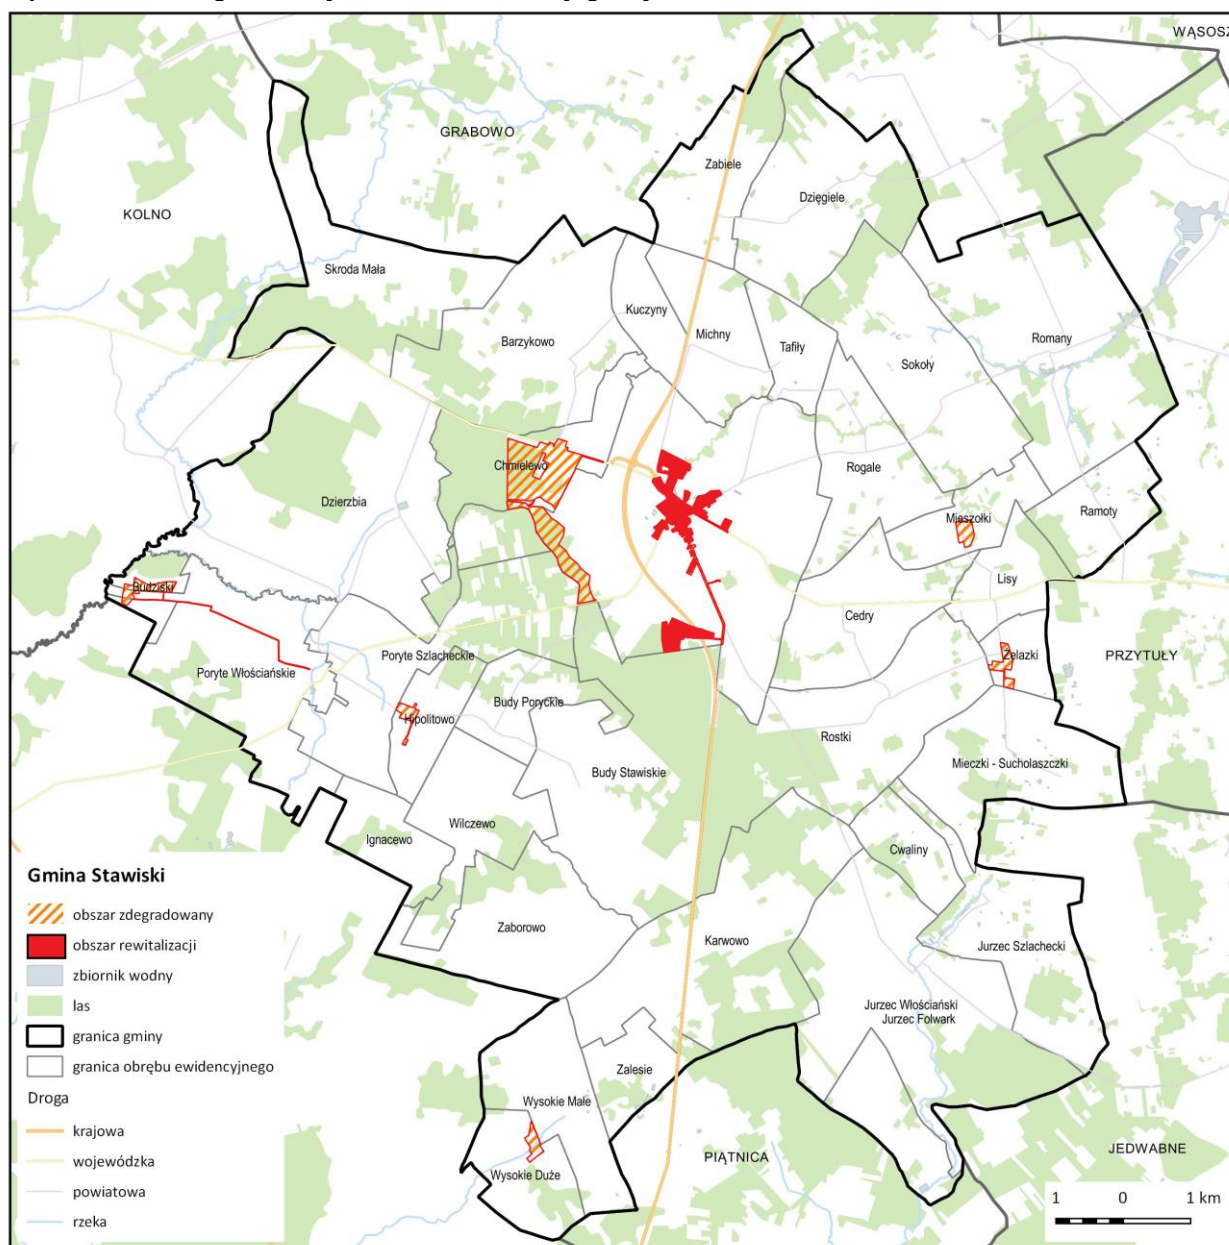 WĄSOSZ
GRABOWO
KOLNO
Zabiele
Dzięgiele
Skroda Mała
Kuczyny
Barzykowo
Michny
Tafiły
Romany
Sokoły
Chmielewo
Rogale
Dzierzbia
Mieszołki
Ramoty
Lisy
Budziski
Cedry
Poryte Szlacheckie
Żelazki
PRZYTUŁY
Poryte Włościańskie
Budy Poryckie
Hipolitowo
Rostki
Mieczki - Sucholaszczki
Budy Stawiskie
Wilczewo
Ignacewo
Cwaliny
Zaborowo
Karwowo
Jurzec Szlachecki
Jurzec Włościański
Jurzec Folwark
Zalesie
Wysokie Małe
Wysokie Duże
PIĄTNICA
JEDWABNE
Gmina Stawiski
obszar zdegradowany
obszar rewitalizacji
zbiornik wodny
las
granica gminy
granica obrębu ewidencyjnego
Droga
krajowa
wojewódzka
powiatowa
rzeka
1 0 1 km